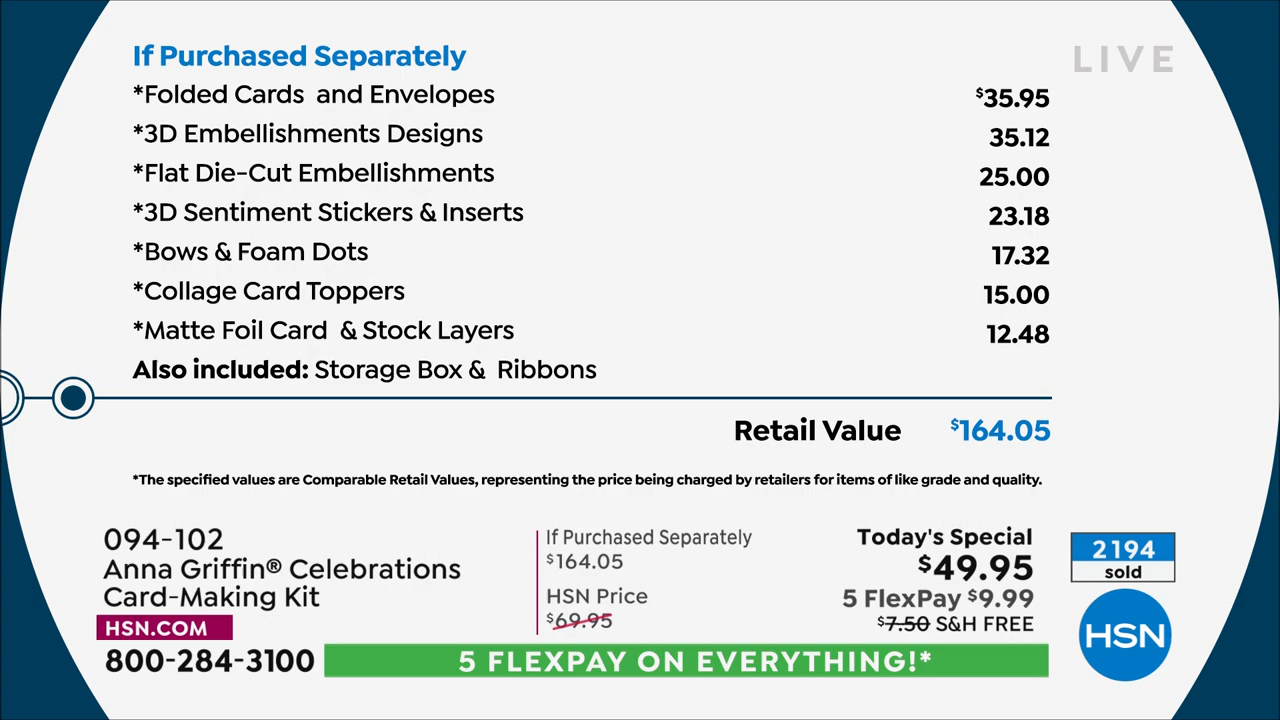 If Purchased Separately
LIVE
*Folded Cards and Envelopes $35.95
*3D Embellishments Designs 35.12
*Flat Die-Cut Embellishments 25.00
*3D Sentiment Stickers & Inserts 23.18
*Bows & Foam Dots 17.32
*Collage Card Toppers 15.00
*Matte Foil Card & Stock Layers 12.48
Also included: Storage Box & Ribbons
Retail Value $164.05
*The specified values are Comparable Retail Values, representing the price being charged by retailers for items of like grade and quality.
094-102
Anna Griffin® Celebrations
Card-Making Kit
HSN.COM
800-284-3100
If Purchased Separately
$164.05
HSN Price
$69.95
Today's Special
$49.95
5 FlexPay $9.99
$7.50 S&H FREE
5 FLEXPAY ON EVERYTHING!*
2194
sold
HSN